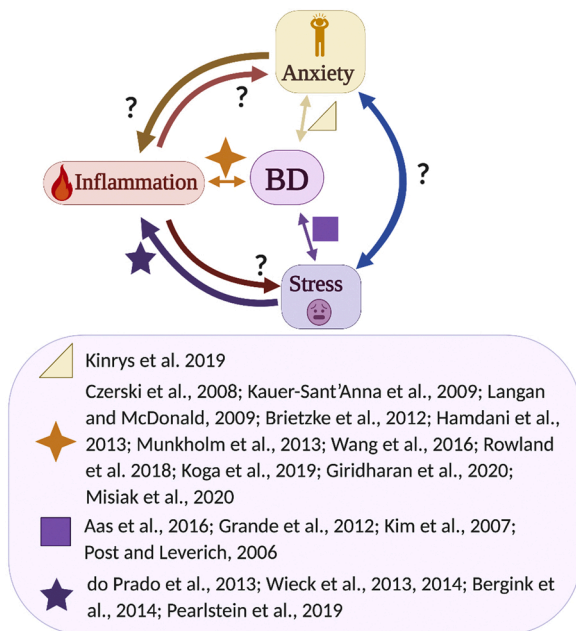 Anxiety
?
?
?
Inflammation
BD
?
Stress
Kinrys et al. 2019
Czerski et al., 2008; Kauer-Sant’Anna et al., 2009; Langan
and McDonald, 2009; Brietzke et al., 2012; Hamdani et al.,
2013; Munkholm et al., 2013; Wang et al., 2016; Rowland
et al. 2018; Koga et al., 2019; Giridharan et al., 2020;
Misiak et al., 2020
Aas et al., 2016; Grande et al., 2012; Kim et al., 2007;
Post and Leverich, 2006
do Prado et al., 2013; Wieck et al., 2013, 2014; Bergink et
al., 2014; Pearlstein et al., 2019